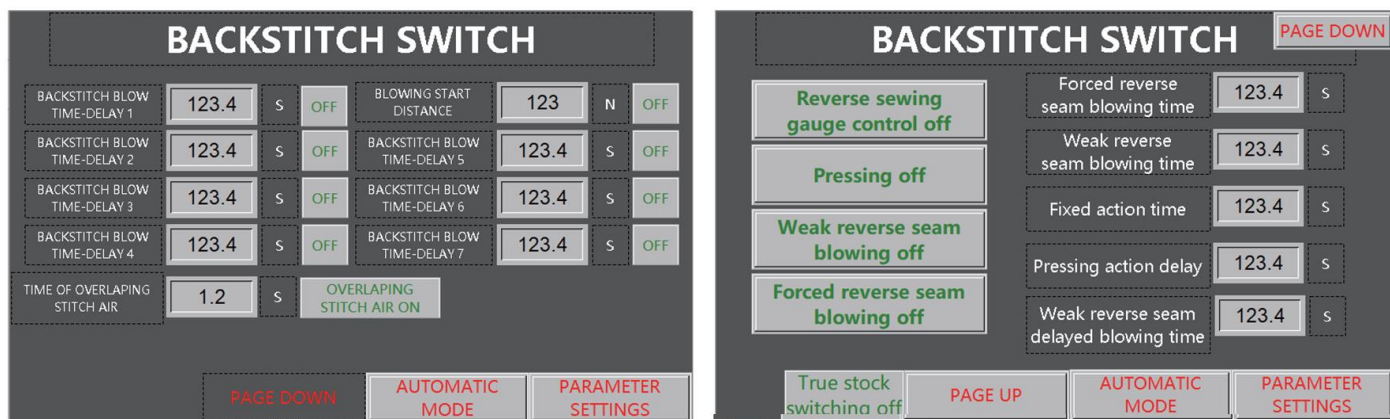 BACKSTITCH SWITCH
BACKSTITCH BLOW
TIME-DELAY 1
123.4
S
OFF
BLOWING START
DISTANCE
123
N
OFF
BACKSTITCH BLOW
TIME-DELAY 2
123.4
S
OFF
BACKSTITCH BLOW
TIME-DELAY 5
123.4
S
OFF
BACKSTITCH BLOW
TIME-DELAY 3
123.4
S
OFF
BACKSTITCH BLOW
TIME-DELAY 6
123.4
S
OFF
BACKSTITCH BLOW
TIME-DELAY 4
123.4
S
OFF
BACKSTITCH BLOW
TIME-DELAY 7
123.4
S
OFF
TIME OF OVERLAPING
STITCH AIR
1.2
S
OVERLAPING
STITCH AIR ON
PAGE DOWN
AUTOMATIC
MODE
PARAMETER
SETTINGS
BACKSTITCH SWITCH
PAGE DOWN
Reverse sewing
gauge control off
Pressing off
Weak reverse seam
blowing off
Forced reverse seam
blowing off
Forced reverse
seam blowing time
123.4
S
Weak reverse
seam blowing time
123.4
S
Fixed action time
123.4
S
Pressing action delay
123.4
S
Weak reverse seam
delayed blowing time
123.4
S
True stock
switching off
PAGE UP
AUTOMATIC
MODE
PARAMETER
SETTINGS